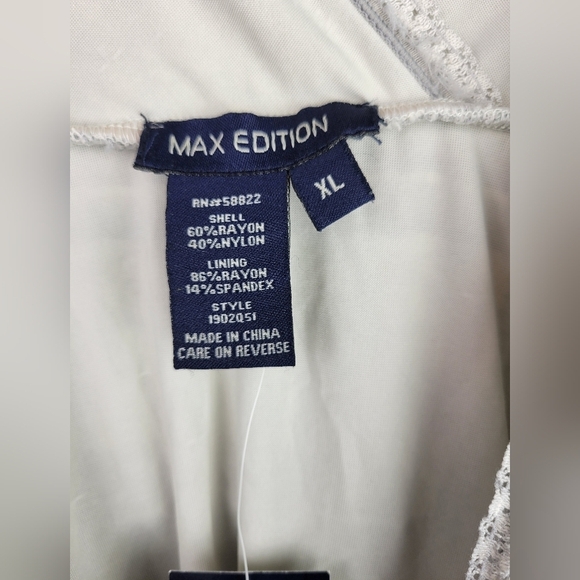 MAX EDITION
XL
RN#58822
SHELL
60%RAYON
40%NYLON
LINING
86%RAYON
14%SPANDEX
STYLE
19D2Q51
MADE IN CHINA
CARE ON REVERSE